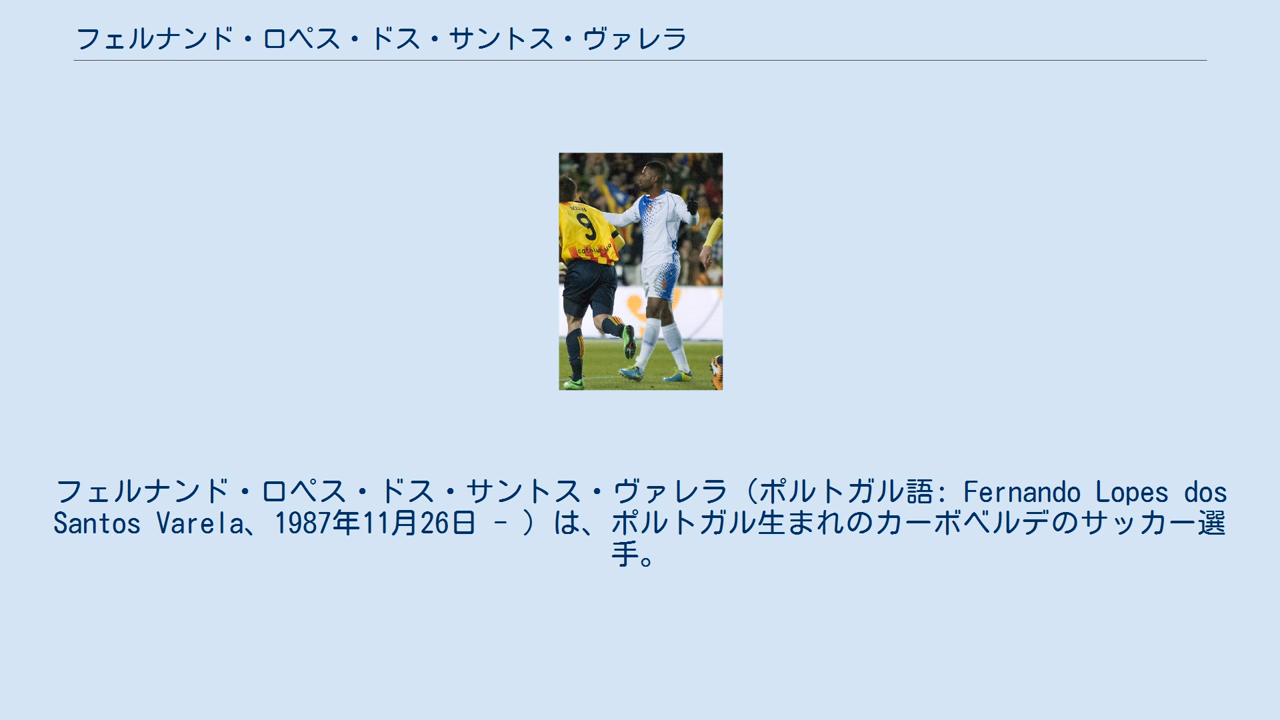 フェルナンド・ロペス・ドス・サントス・ヴァレラ
9
フェルナンド・ロペス・ドス・サントス・ヴァレラ（ポルトガル語: Fernando Lopes dos
Santos Varela、1987年11月26日 - ）は、ポルトガル生まれのカーボベルデのサッカー選
手。